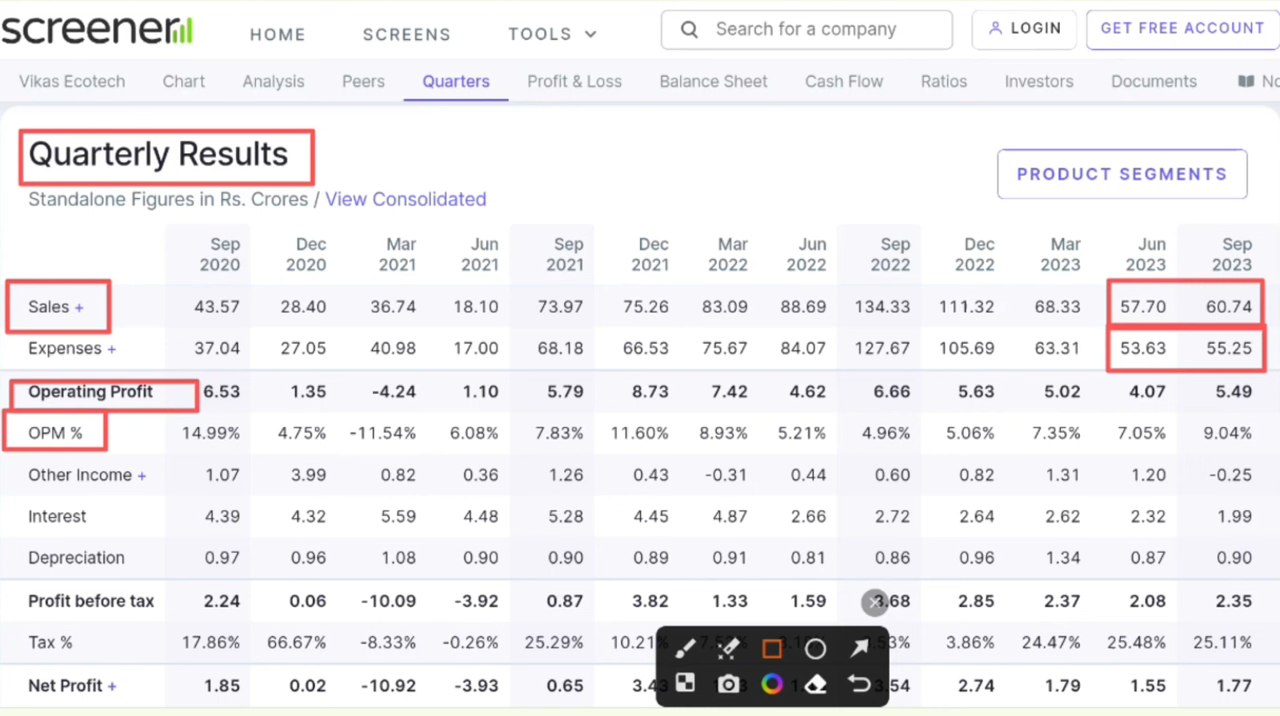 screener
HOME SCREENS TOOLS Search for a company LOGIN GET FREE ACCOUNT
Vikas Ecotech Chart Analysis Peers Quarters Profit & Loss Balance Sheet Cash Flow Ratios Investors Documents No
Quarterly Results
PRODUCT SEGMENTS
Standalone Figures in Rs. Crores / View Consolidated
Sep Dec Mar Jun Sep Dec Mar Jun Sep Dec Mar Jun Sep
2020 2020 2021 2021 2021 2021 2022 2022 2022 2022 2023 2023 2023
Sales + 43.57 28.40 36.74 18.10 73.97 75.26 83.09 88.69 134.33 111.32 68.33 57.70 60.74
Expenses + 37.04 27.05 40.98 17.00 68.18 66.53 75.67 84.07 127.67 105.69 63.31 53.63 55.25
Operating Profit 6.53 1.35 -4.24 1.10 5.79 8.73 7.42 4.62 6.66 5.63 5.02 4.07 5.49
OPM % 14.99% 4.75% -11.54% 6.08% 7.83% 11.60% 8.93% 5.21% 4.96% 5.06% 7.35% 7.05% 9.04%
Other Income + 1.07 3.99 0.82 0.36 1.26 0.43 -0.31 0.44 0.60 0.82 1.31 1.20 -0.25
Interest 4.39 4.32 5.59 4.48 5.28 4.45 4.87 2.66 2.72 2.64 2.62 2.32 1.99
Depreciation 0.97 0.96 1.08 0.90 0.90 0.89 0.91 0.81 0.86 0.96 1.34 0.87 0.90
Profit before tax 2.24 0.06 -10.09 -3.92 0.87 3.82 1.33 1.59 3.68 2.85 2.37 2.08 2.35
Tax % 17.86% 66.67% -8.33% -0.26% 25.29% 10.21% 3.86% 24.47% 25.48% 25.11%
Net Profit + 1.85 0.02 -10.92 -3.93 0.65 3.43 3.54 2.74 1.79 1.55 1.77